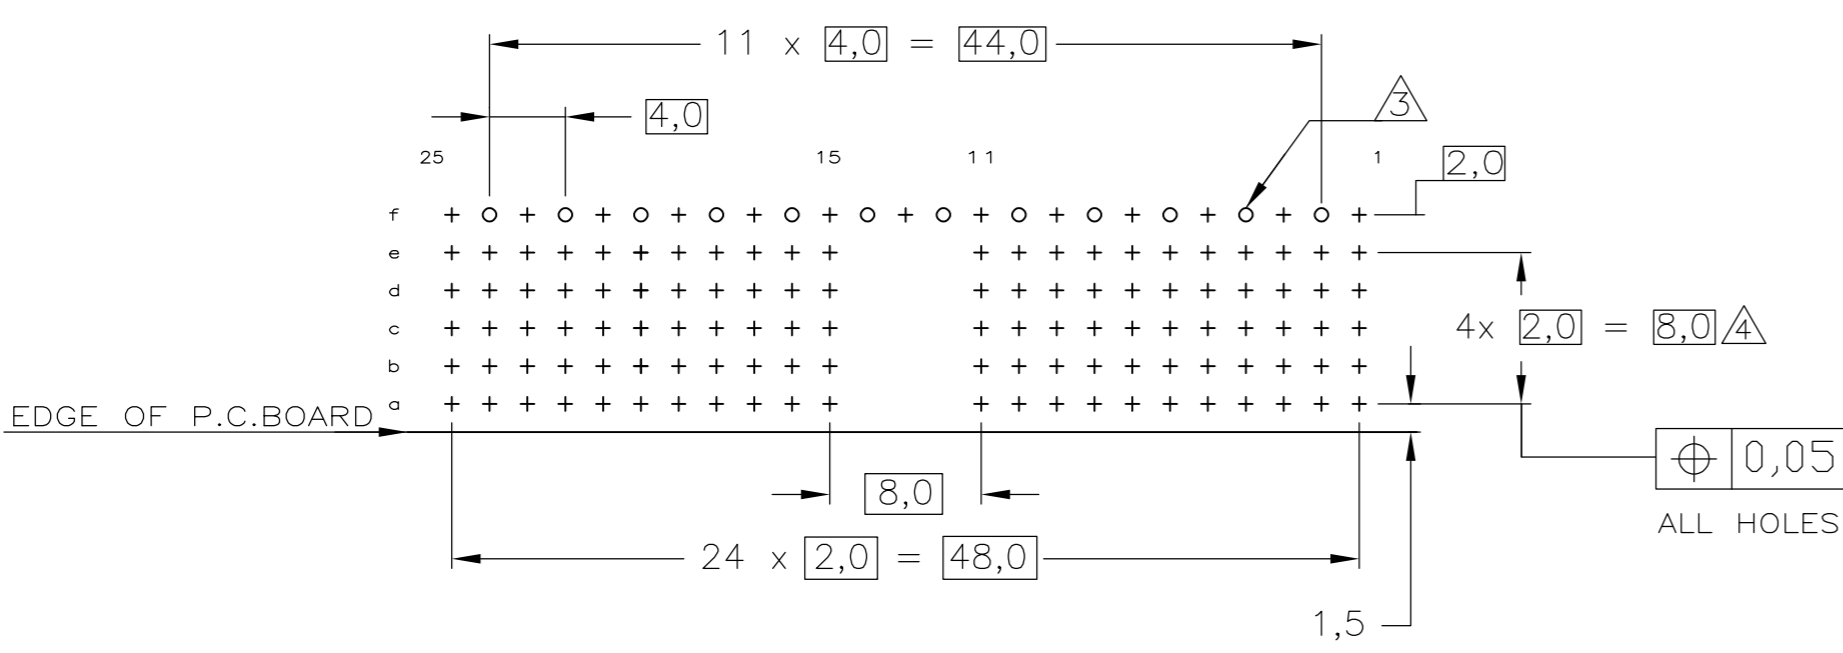 11 x 4,0 = 44,0
4,0
3
25 15 11 1
2,0
f
e
d
c
4x 2,0 = 8,0 4
b
a
EDGE OF P.C.BOARD
0,05
8,0
ALL HOLES
24 x 2,0 = 48,0
1,5